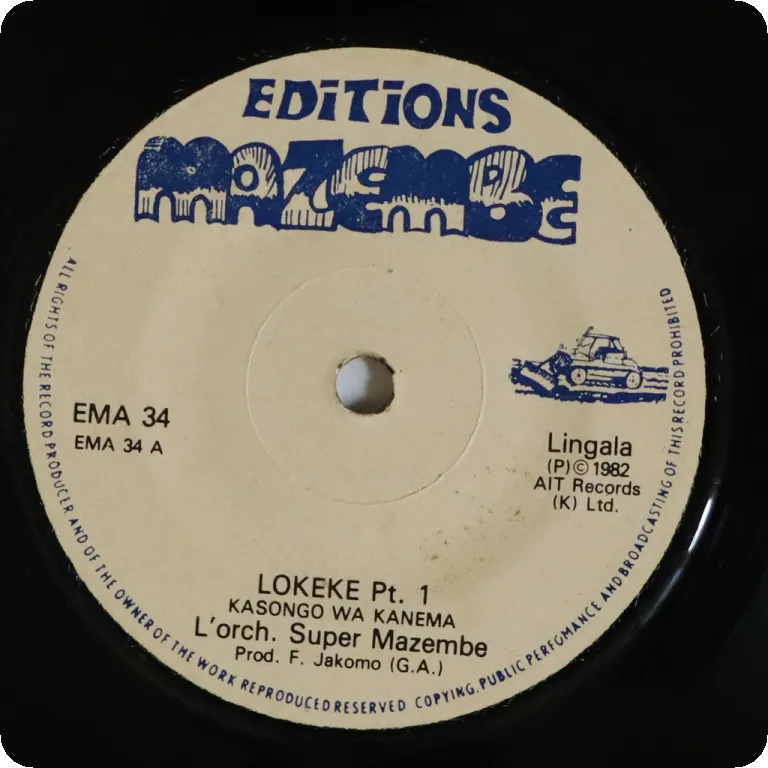 EDiTiONS
MAZEMBE
EMA 34
EMA 34 A
Lingala
(P)© 1982
AIT Records
(K) Ltd.
LOKEKE Pt. 1
KASONGO WA KANEMA
L'orch. Super Mazembe
Prod. F. Jakomo (G.A.)
ALL RIGHTS OF THE RECORD PRODUCER AND OF THE OWNER OF THE WORK REPRODUCED RESERVED COPYING. PUBLIC PERFOMANCE AND BROADCASTING OF THIS RECORD PROHIBITED